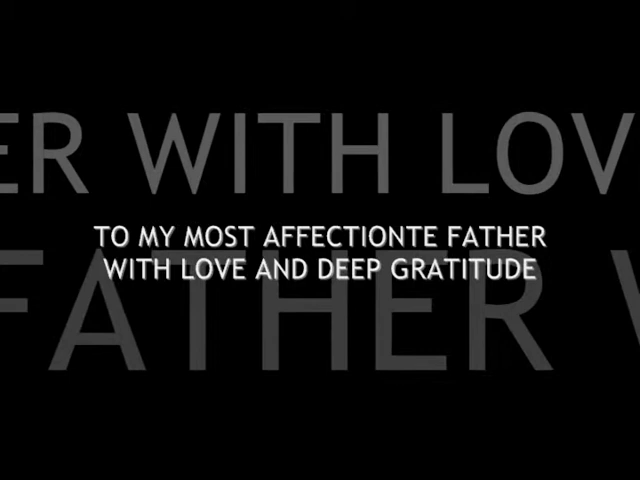 ER WITH LOV
TO MY MOST AFFECTIONTE FATHER
WITH LOVE AND DEEP GRATITUDE
FATHER W